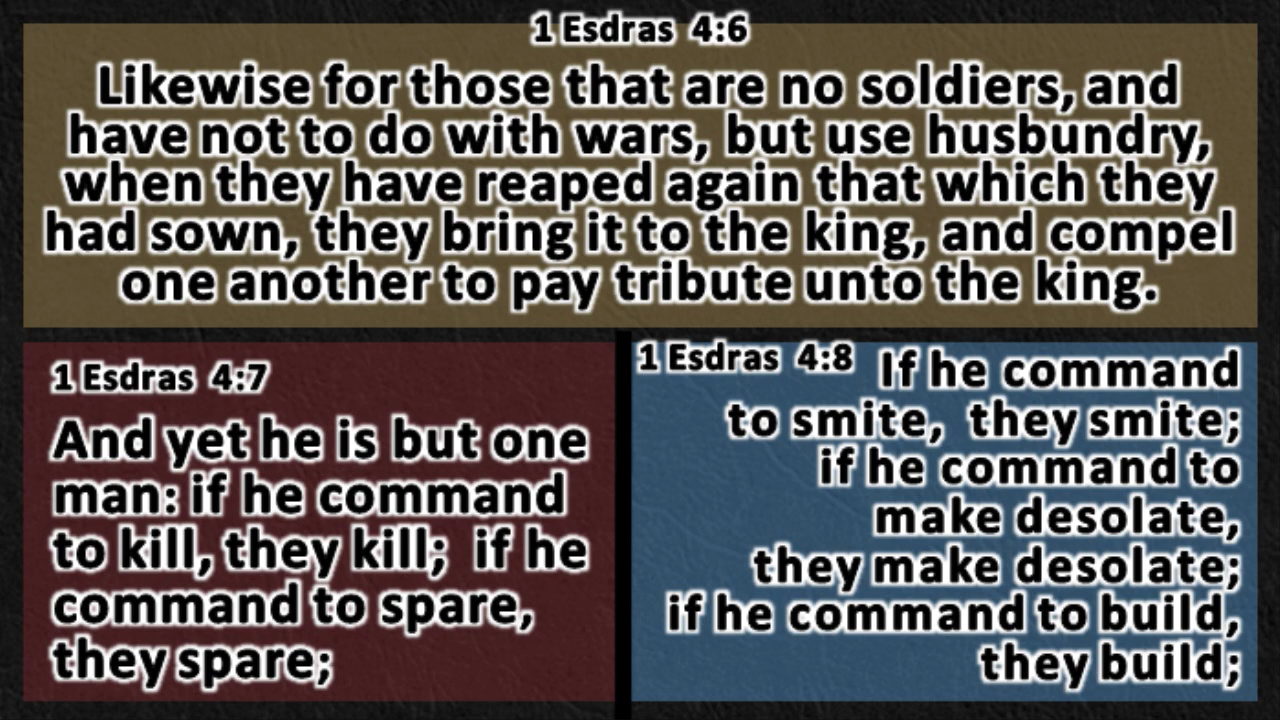 1 Esdras 4:6
Likewise for those that are no soldiers, and
have not to do with wars, but use husbundry,
when they have reaped again that which they
had sown, they bring it to the king, and compel
one another to pay tribute unto the king.
1 Esdras 4:7
And yet he is but one
man: if he command
to kill, they kill; if he
command to spare,
they spare;
1 Esdras 4:8 If he command
to smite, they smite;
if he command to
make desolate,
they make desolate;
if he command to build,
they build;